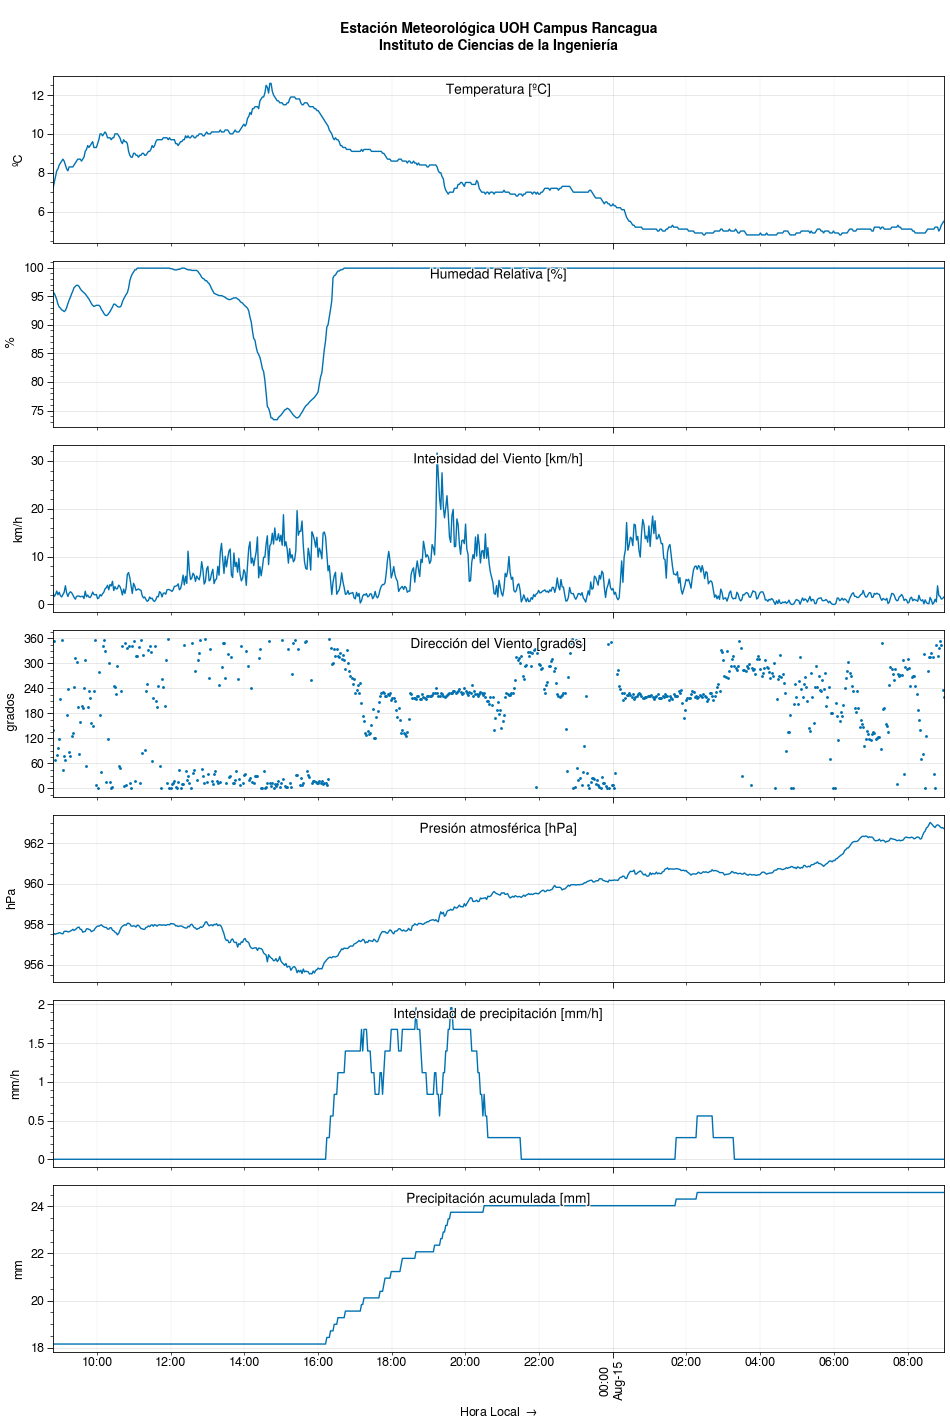 Estación Meteorológica UOH Campus Rancagua
Instituto de Ciencias de la Ingeniería
Temperatura [ºC]
ºC
12
10
8
6
Humedad Relativa [%]
%
100
95
90
85
80
75
Intensidad del Viento [km/h]
km/h
30
20
10
0
Dirección del Viento [grados]
grados
360
300
240
180
120
60
0
Presión atmosférica [hPa]
hPa
962
960
958
956
Intensidad de precipitación [mm/h]
mm/h
2
1.5
1
0.5
0
Precipitación acumulada [mm]
mm
24
22
20
18
10:00 12:00 14:00 16:00 18:00 20:00 22:00 00:00 02:00 04:00 06:00 08:00
Aug-15
Hora Local →